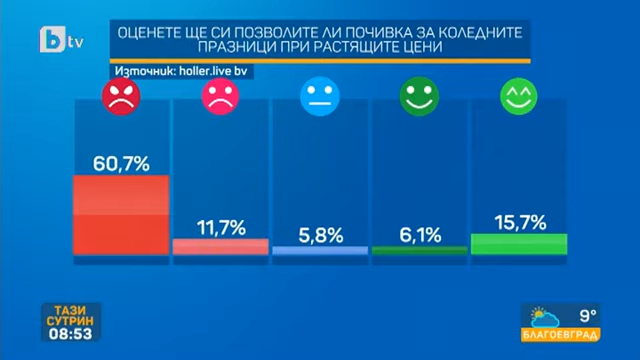 btv
ОЦЕНЕТЕ ЩЕ СИ ПОЗВОЛИТЕ ЛИ ПОЧИВКА ЗА КОЛЕДНИТЕ
ПРАЗНИЦИ ПРИ РАСТЯЩИТЕ ЦЕНИ
Източник: holler.live bv
60,7%
11,7%
5,8%
6,1%
15,7%
ТАЗИ
СУТРИН
08:53
9°
БЛАГОЕВГРАД